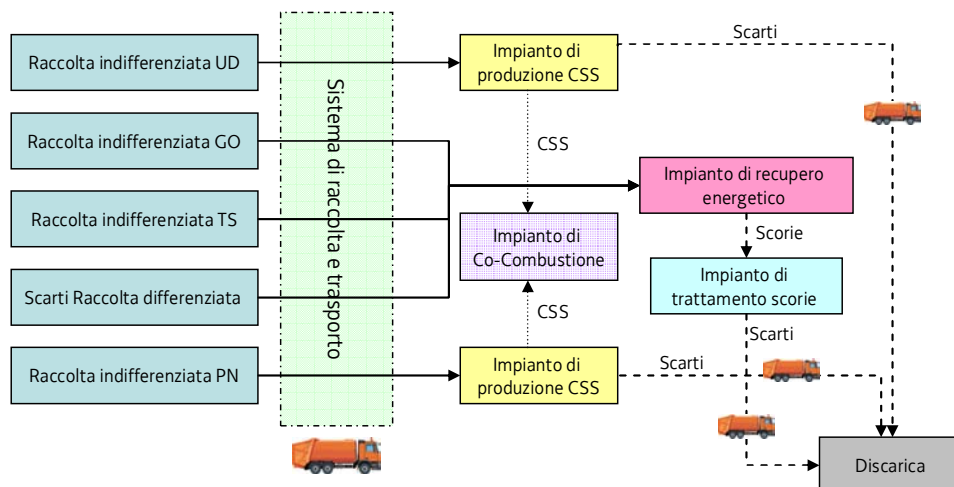 Raccolta indifferenziata UD
Raccolta indifferenziata GO
Raccolta indifferenziata TS
Scarti Raccolta differenziata
Raccolta indifferenziata PN
Sistema di raccolta e trasporto
Impianto di
produzione CSS
Scarti
CSS
Impianto di recupero
energetico
Impianto di
Co-Combustione
Scorie
Impianto di
trattamento scorie
CSS
Scarti
Impianto di
produzione CSS
Scarti
Discarica